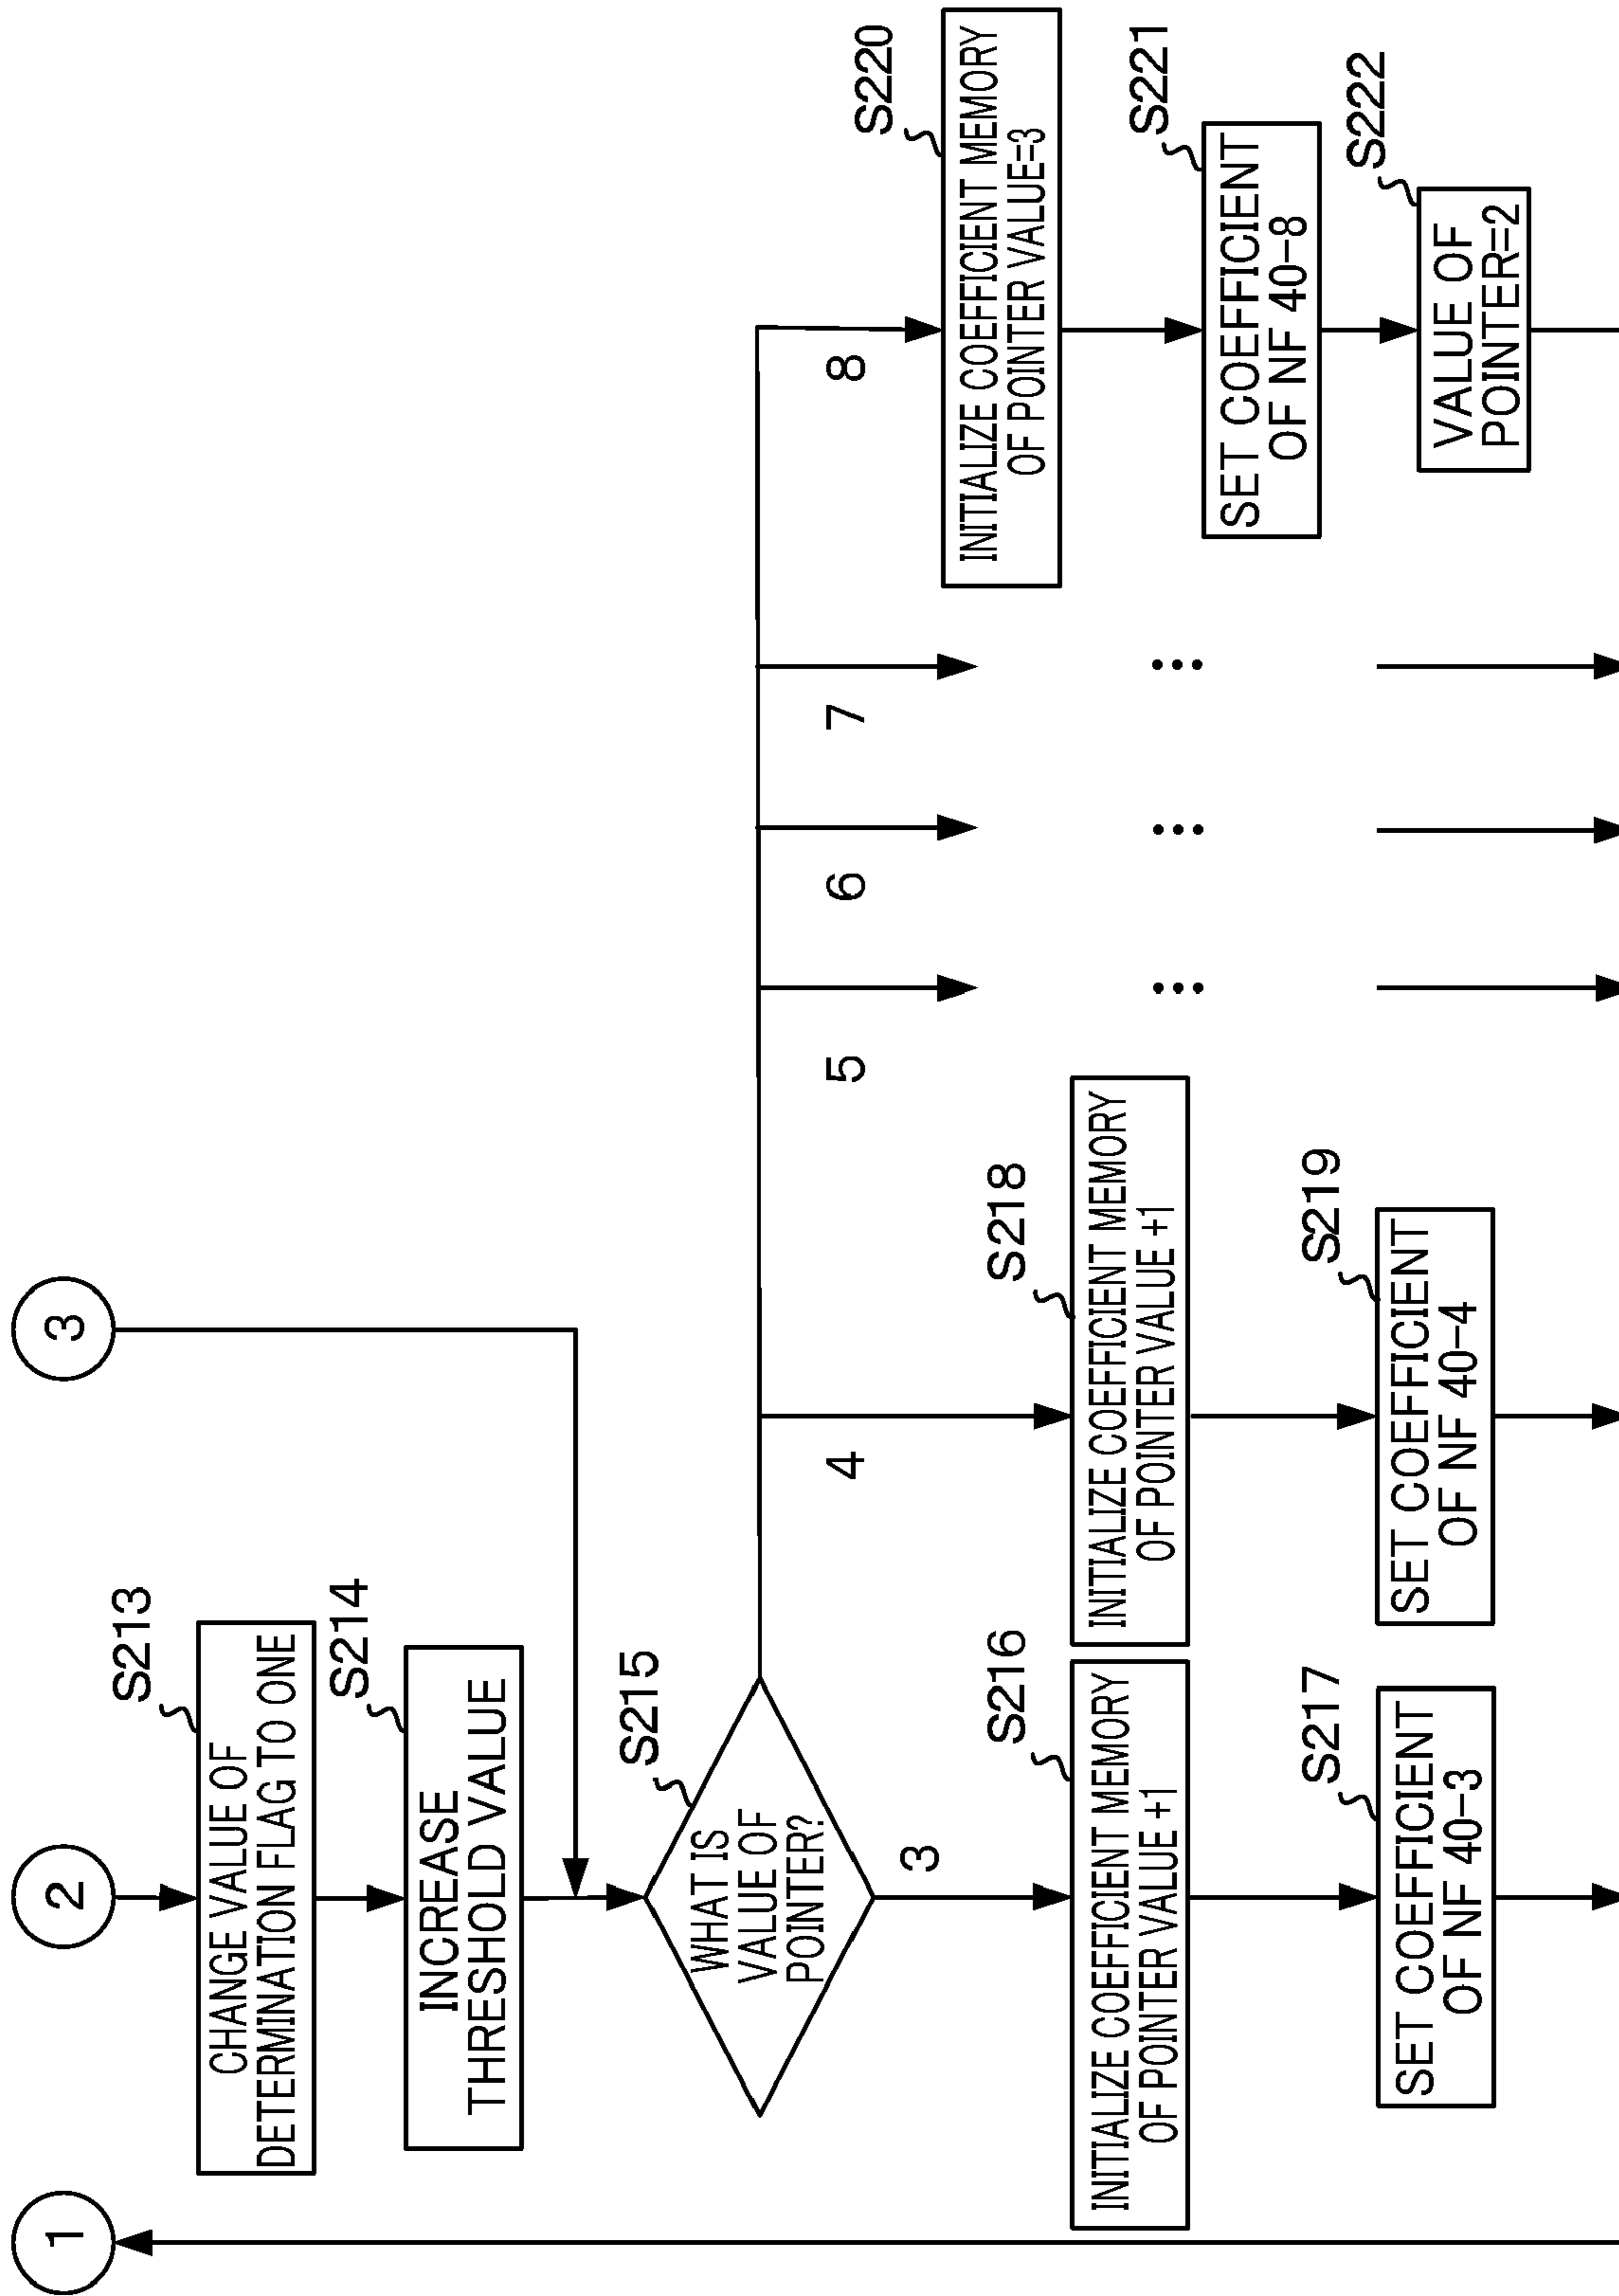 1
2
3
S213
CHANGE VALUE OF
DETERMINATION FLAG TO ONE
S214
INCREASE
THRESHOLD VALUE
S215
WHAT IS
VALUE OF
POINTER?
3
4
5
6
7
8
S216
INITIALIZE COEFFICIENT MEMORY
OF POINTER VALUE +1
S217
SET COEFFICIENT
OF NF 40-3
S218
INITIALIZE COEFFICIENT MEMORY
OF POINTER VALUE +1
S219
SET COEFFICIENT
OF NF 40-4
...
...
...
S220
INITIALIZE COEFFICIENT MEMORY
OF POINTER VALUE=3
S221
SET COEFFICIENT
OF NF 40-8
S222
VALUE OF
POINTER=2